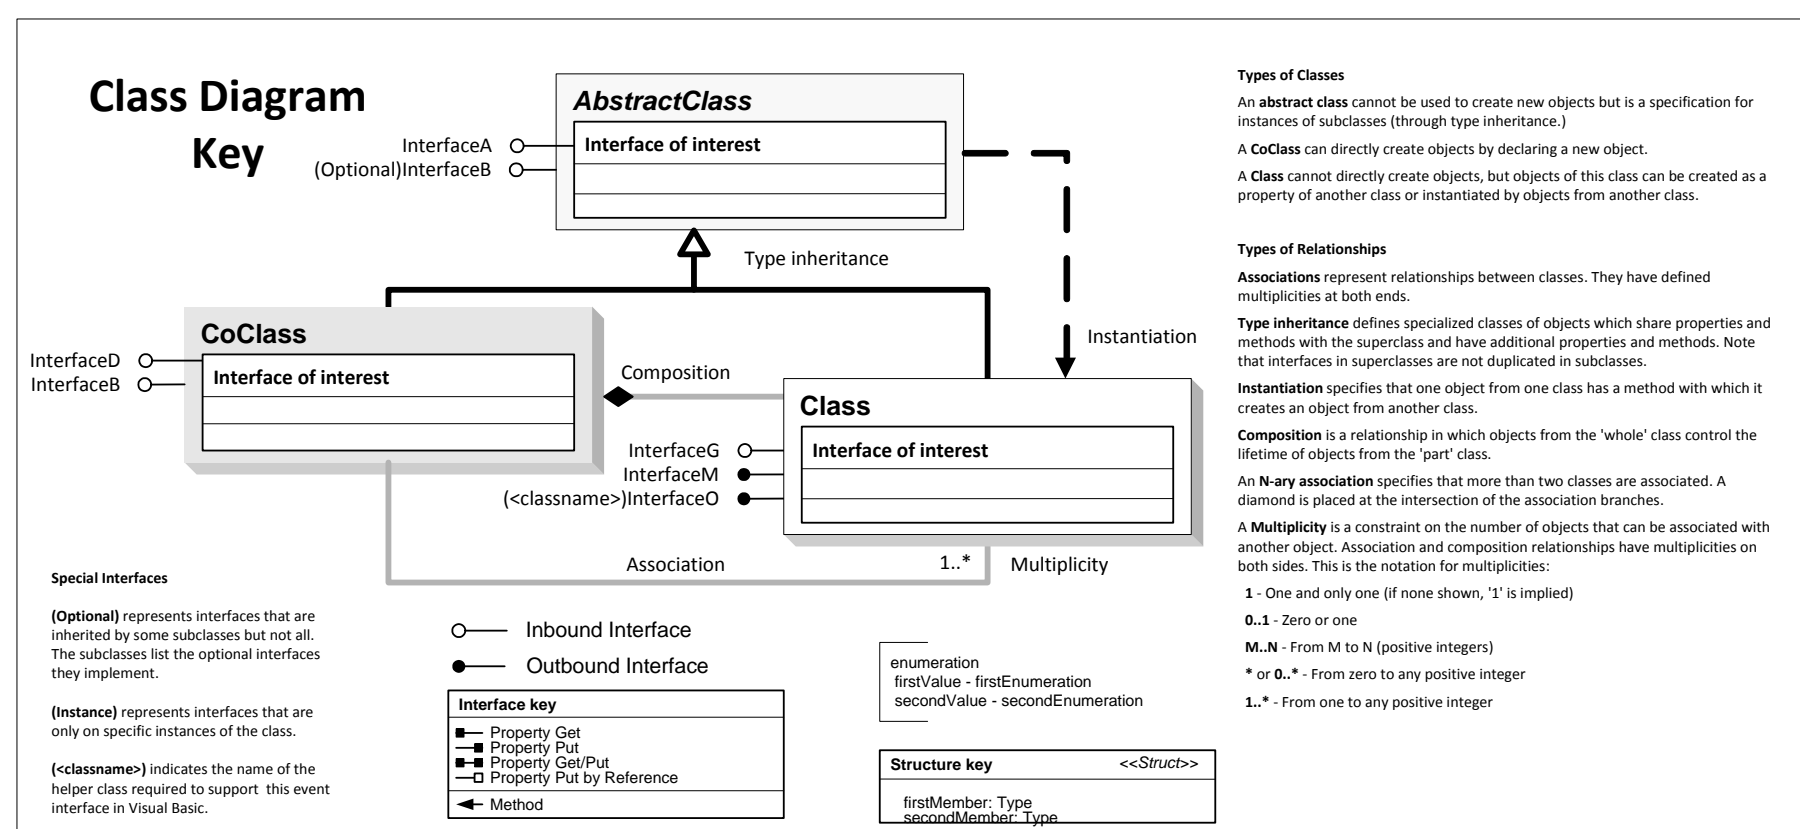 Class Diagram
Key
AbstractClass
Interface of interest
InterfaceA
(Optional)InterfaceB
Type inheritance
Instantiation
CoClass
Interface of interest
InterfaceD
InterfaceB
Composition
Class
Interface of interest
InterfaceG
InterfaceM
(<classname>)InterfaceO
Association
1..*
Multiplicity
Special Interfaces
(Optional) represents interfaces that are
inherited by some subclasses but not all.
The subclasses list the optional interfaces
they implement.
(Instance) represents interfaces that are
only on specific instances of the class.
(<classname>) indicates the name of the
helper class required to support  this event
interface in Visual Basic.
Inbound Interface
Outbound Interface
Interface key
Property Get
Property Put
Property Get/Put
Property Put by Reference
Method
enumeration
firstValue - firstEnumeration
secondValue - secondEnumeration
Structure key
<<Struct>>
firstMember: Type
secondMember: Type
Types of Classes
An abstract class cannot be used to create new objects but is a specification for
instances of subclasses (through type inheritance.)
A CoClass can directly create objects by declaring a new object.
A Class cannot directly create objects, but objects of this class can be created as a
property of another class or instantiated by objects from another class.
Types of Relationships
Associations represent relationships between classes. They have defined
multiplicities at both ends.
Type inheritance defines specialized classes of objects which share properties and
methods with the superclass and have additional properties and methods. Note
that interfaces in superclasses are not duplicated in subclasses.
Instantiation specifies that one object from one class has a method with which it
creates an object from another class.
Composition is a relationship in which objects from the 'whole' class control the
lifetime of objects from the 'part' class.
An N-ary association specifies that more than two classes are associated. A
diamond is placed at the intersection of the association branches.
A Multiplicity is a constraint on the number of objects that can be associated with
another object. Association and composition relationships have multiplicities on
both sides. This is the notation for multiplicities:
1 - One and only one (if none shown, '1' is implied)
0..1 - Zero or one
M..N - From M to N (positive integers)
* or 0..* - From zero to any positive integer
1..* - From one to any positive integer